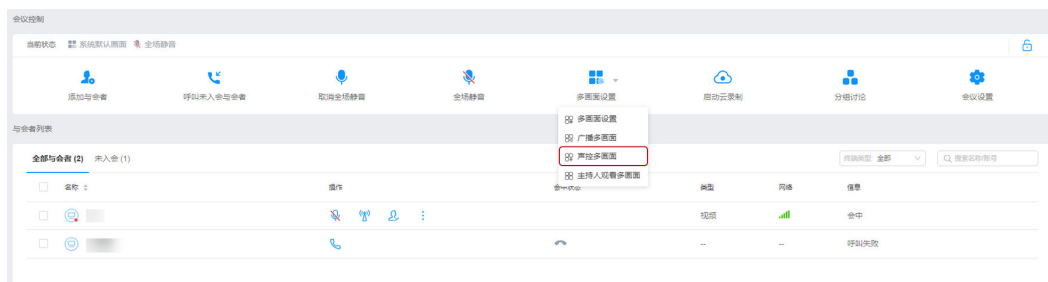 会议控制
当前状态 系统默认画面 全场静音
添加与会者 呼叫未入会与会者 取消全场静音 全场静音 多画面设置 启动云录制 分组讨论 会议设置
多画面设置
与会者列表
广播多画面
全部与会者 (2) 未入会 (1) 声控多画面 终端类型: 全部 搜索名称/账号
主持人观看多画面
名称 操作 会中状态 类型 网络 信息
视频 会中
-- -- 呼叫失败